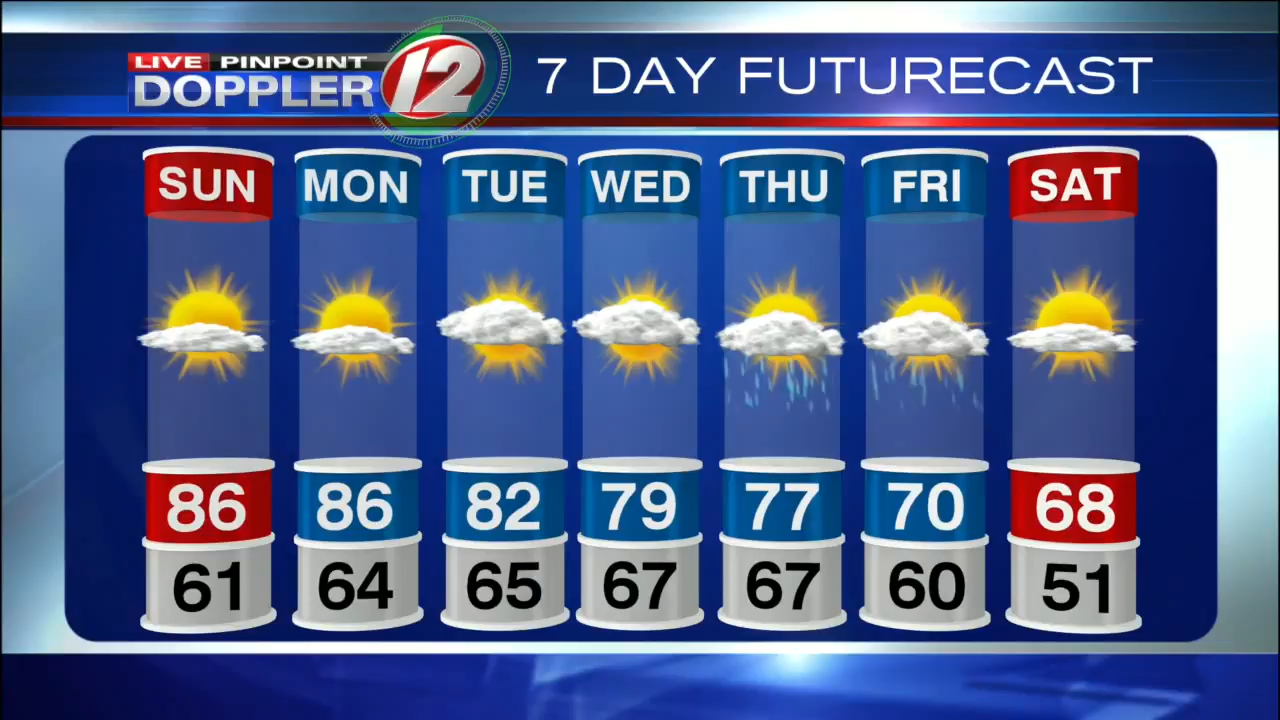 LIVE PINPOINT
DOPPLER 12
7 DAY FUTURECAST
SUN MON TUE WED THU FRI SAT
86 86 82 79 77 70 68
61 64 65 67 67 60 51